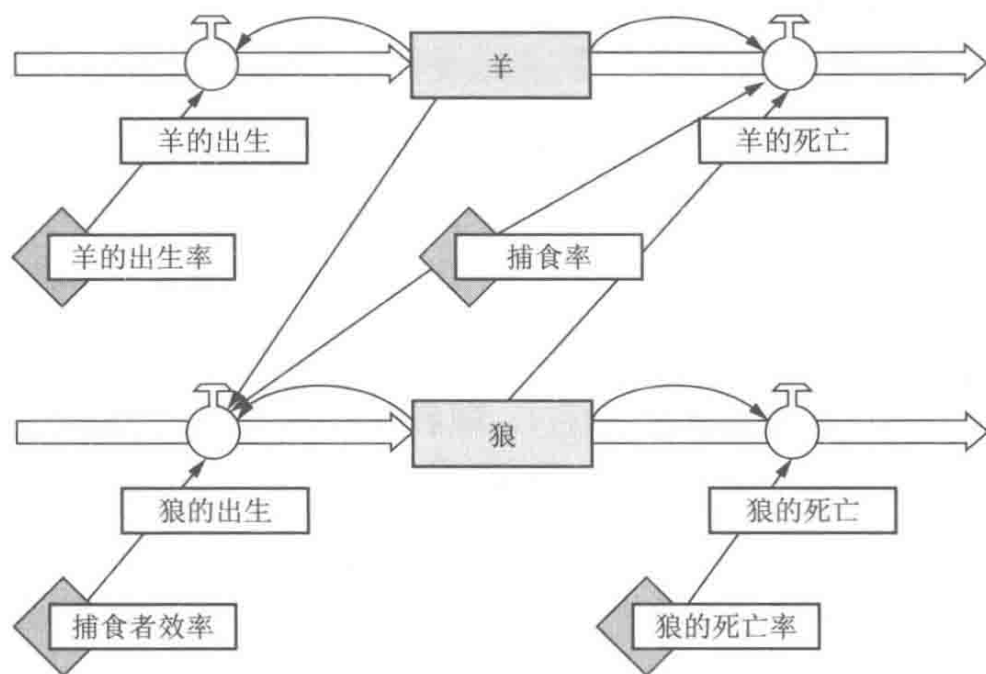 羊
羊的出生
羊的死亡
羊的出生率
捕食率
狼
狼的出生
狼的死亡
捕食者效率
狼的死亡率